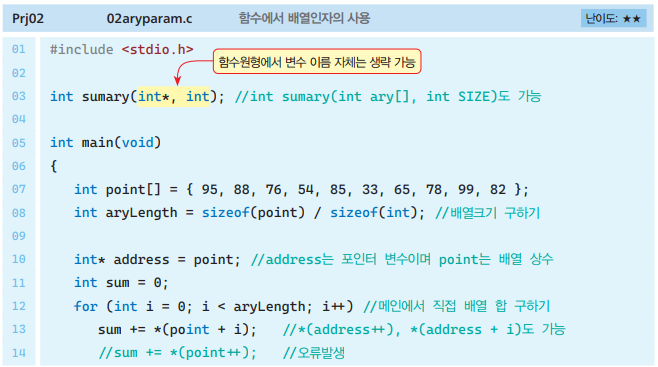 Prj02 02aryparam.c 함수에서 배열인자의 사용 난이도: ★★
01 #include <stdio.h>
함수원형에서 변수 이름 자체는 생략 가능
02
03 int sumary(int*, int); //int sumary(int ary[], int SIZE)도 가능
04
05 int main(void)
06 {
07 int point[] = { 95, 88, 76, 54, 85, 33, 65, 78, 99, 82 };
08 int aryLength = sizeof(point) / sizeof(int); //배열크기 구하기
09
10 int* address = point; //address는 포인터 변수이며 point는 배열 상수
11 int sum = 0;
12 for (int i = 0; i < aryLength; i++) //메인에서 직접 배열 합 구하기
13 sum += *(point + i); //*(address++), *(address + i)도 가능
14 //sum += *(point++); //오류발생